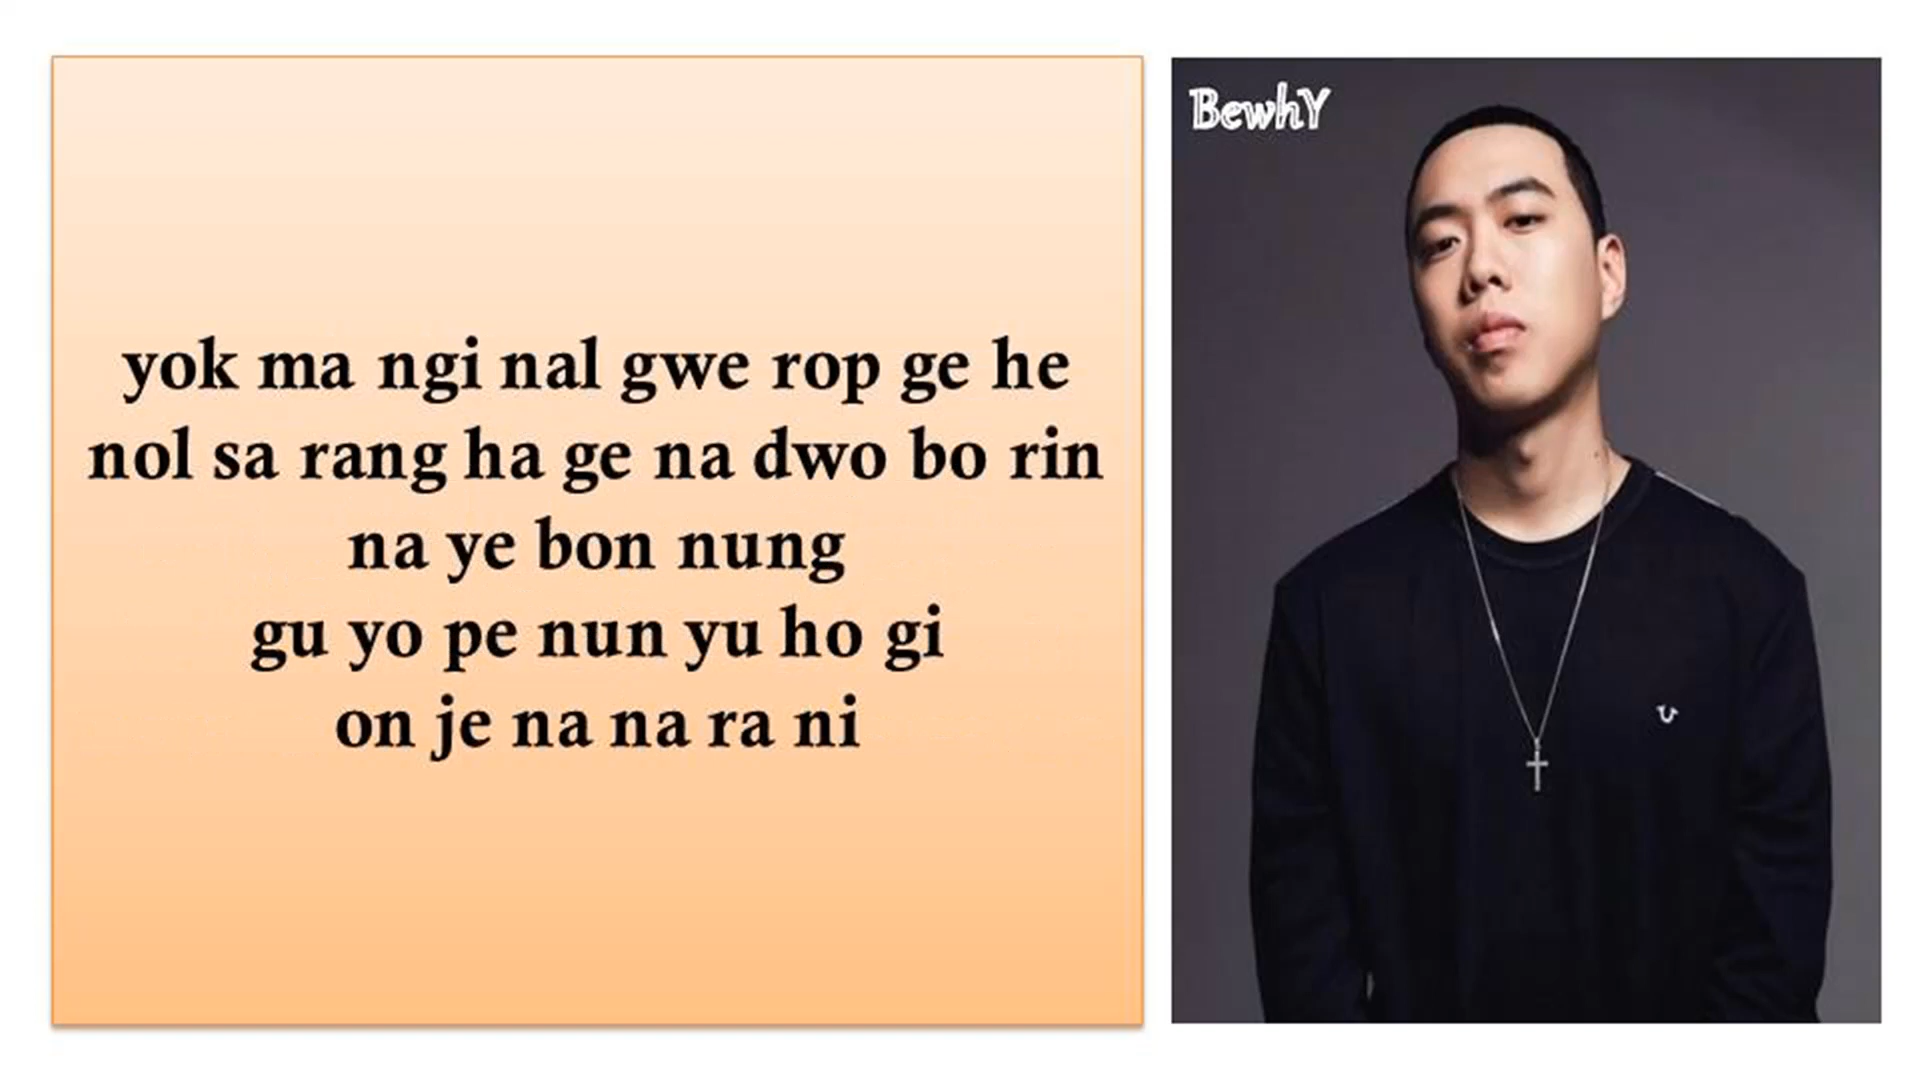 yok ma ngi nal gwe rop ge he
nol sa rang ha ge na dwo bo rin
na ye bon nung
gu yo pe nun yu ho gi
on je na na ra ni
BewhY